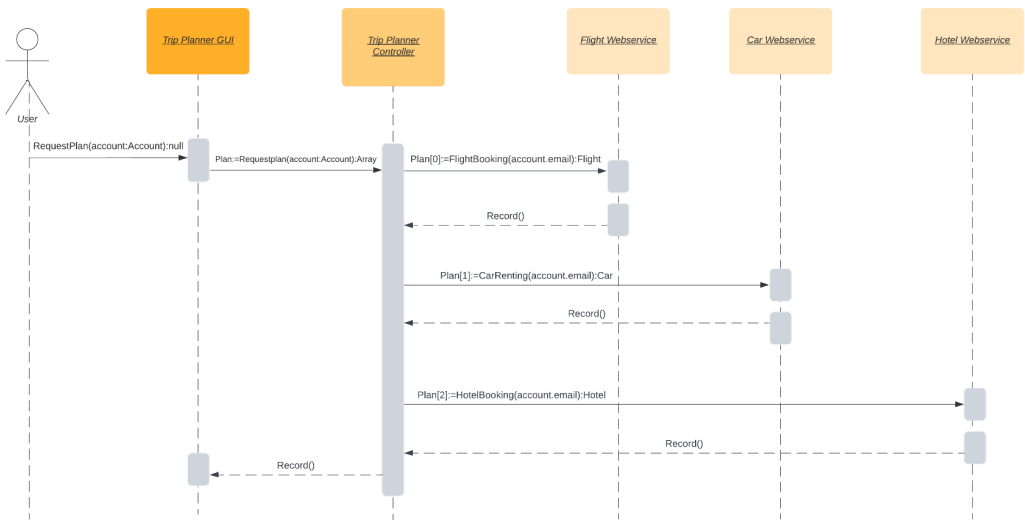 Trip Planner GUI
Trip Planner
Controller
Flight Webservice
Car Webservice
Hotel Webservice
User
RequestPlan(account:Account):null
Plan:=Requestplan(account:Account):Array
Plan[0]:=FlightBooking(account.email):Flight
Record()
Plan[1]:=CarRenting(account.email):Car
Record()
Plan[2]:=HotelBooking(account.email):Hotel
Record()
Record()